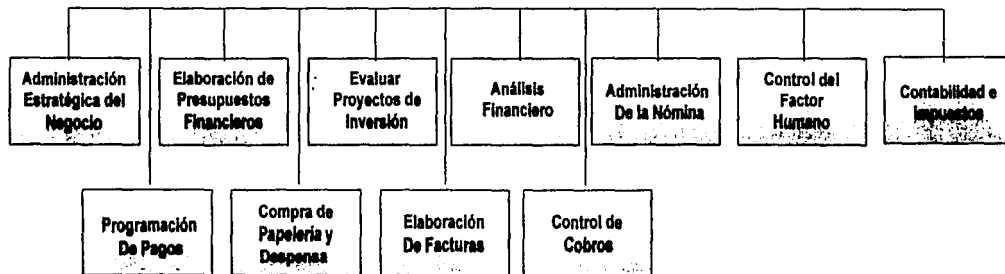 Administración
Estratégica del
Negocio
Elaboración de
Presupuestos
Financieros
Evaluar
Proyectos de
Inversión
Análisis
Financiero
Administración
De la Nómina
Control del
Factor
Humano
Contabilidad e
Impuestos
Programación
De Pagos
Compra de
Papelería y
Despensa
Elaboración
De Facturas
Control de
Cobros